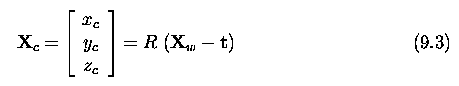 X_c = [ x_c y_c z_c ] = R (X_w − t) (9.3)